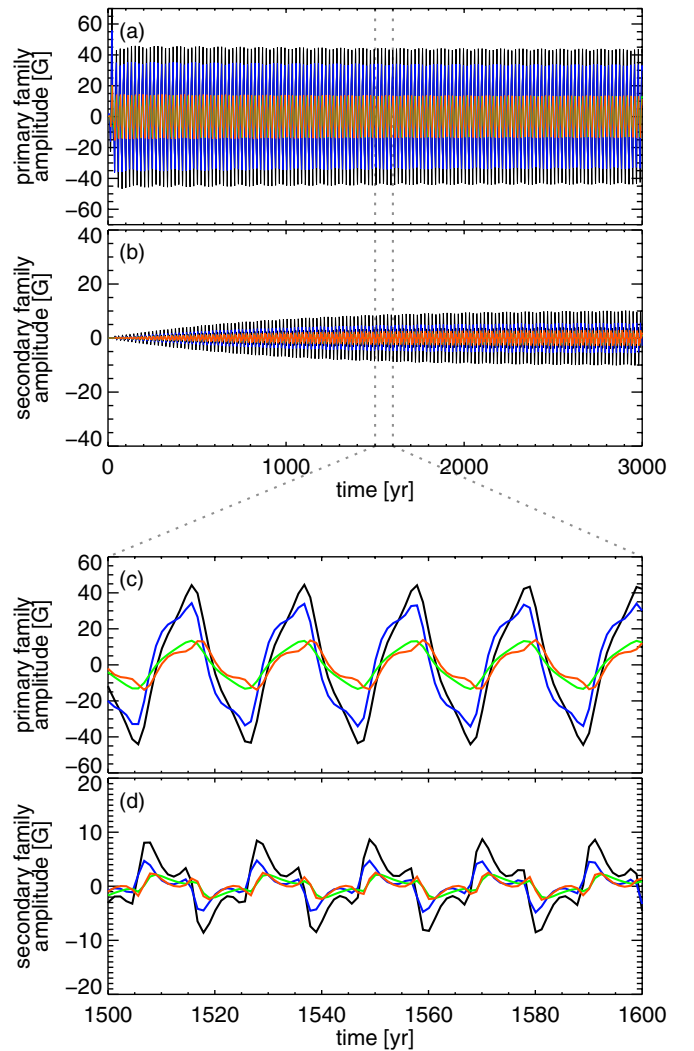 (a)
primary family
amplitude [G]
60
40
20
0
−20
−40
−60
(b)
secondary family
amplitude [G]
40
20
0
−20
−40
0 1000 2000 3000
time [yr]
(c)
primary family
amplitude [G]
60
40
20
0
−20
−40
−60
(d)
secondary family
amplitude [G]
20
10
0
−10
−20
1500 1520 1540 1560 1580 1600
time [yr]